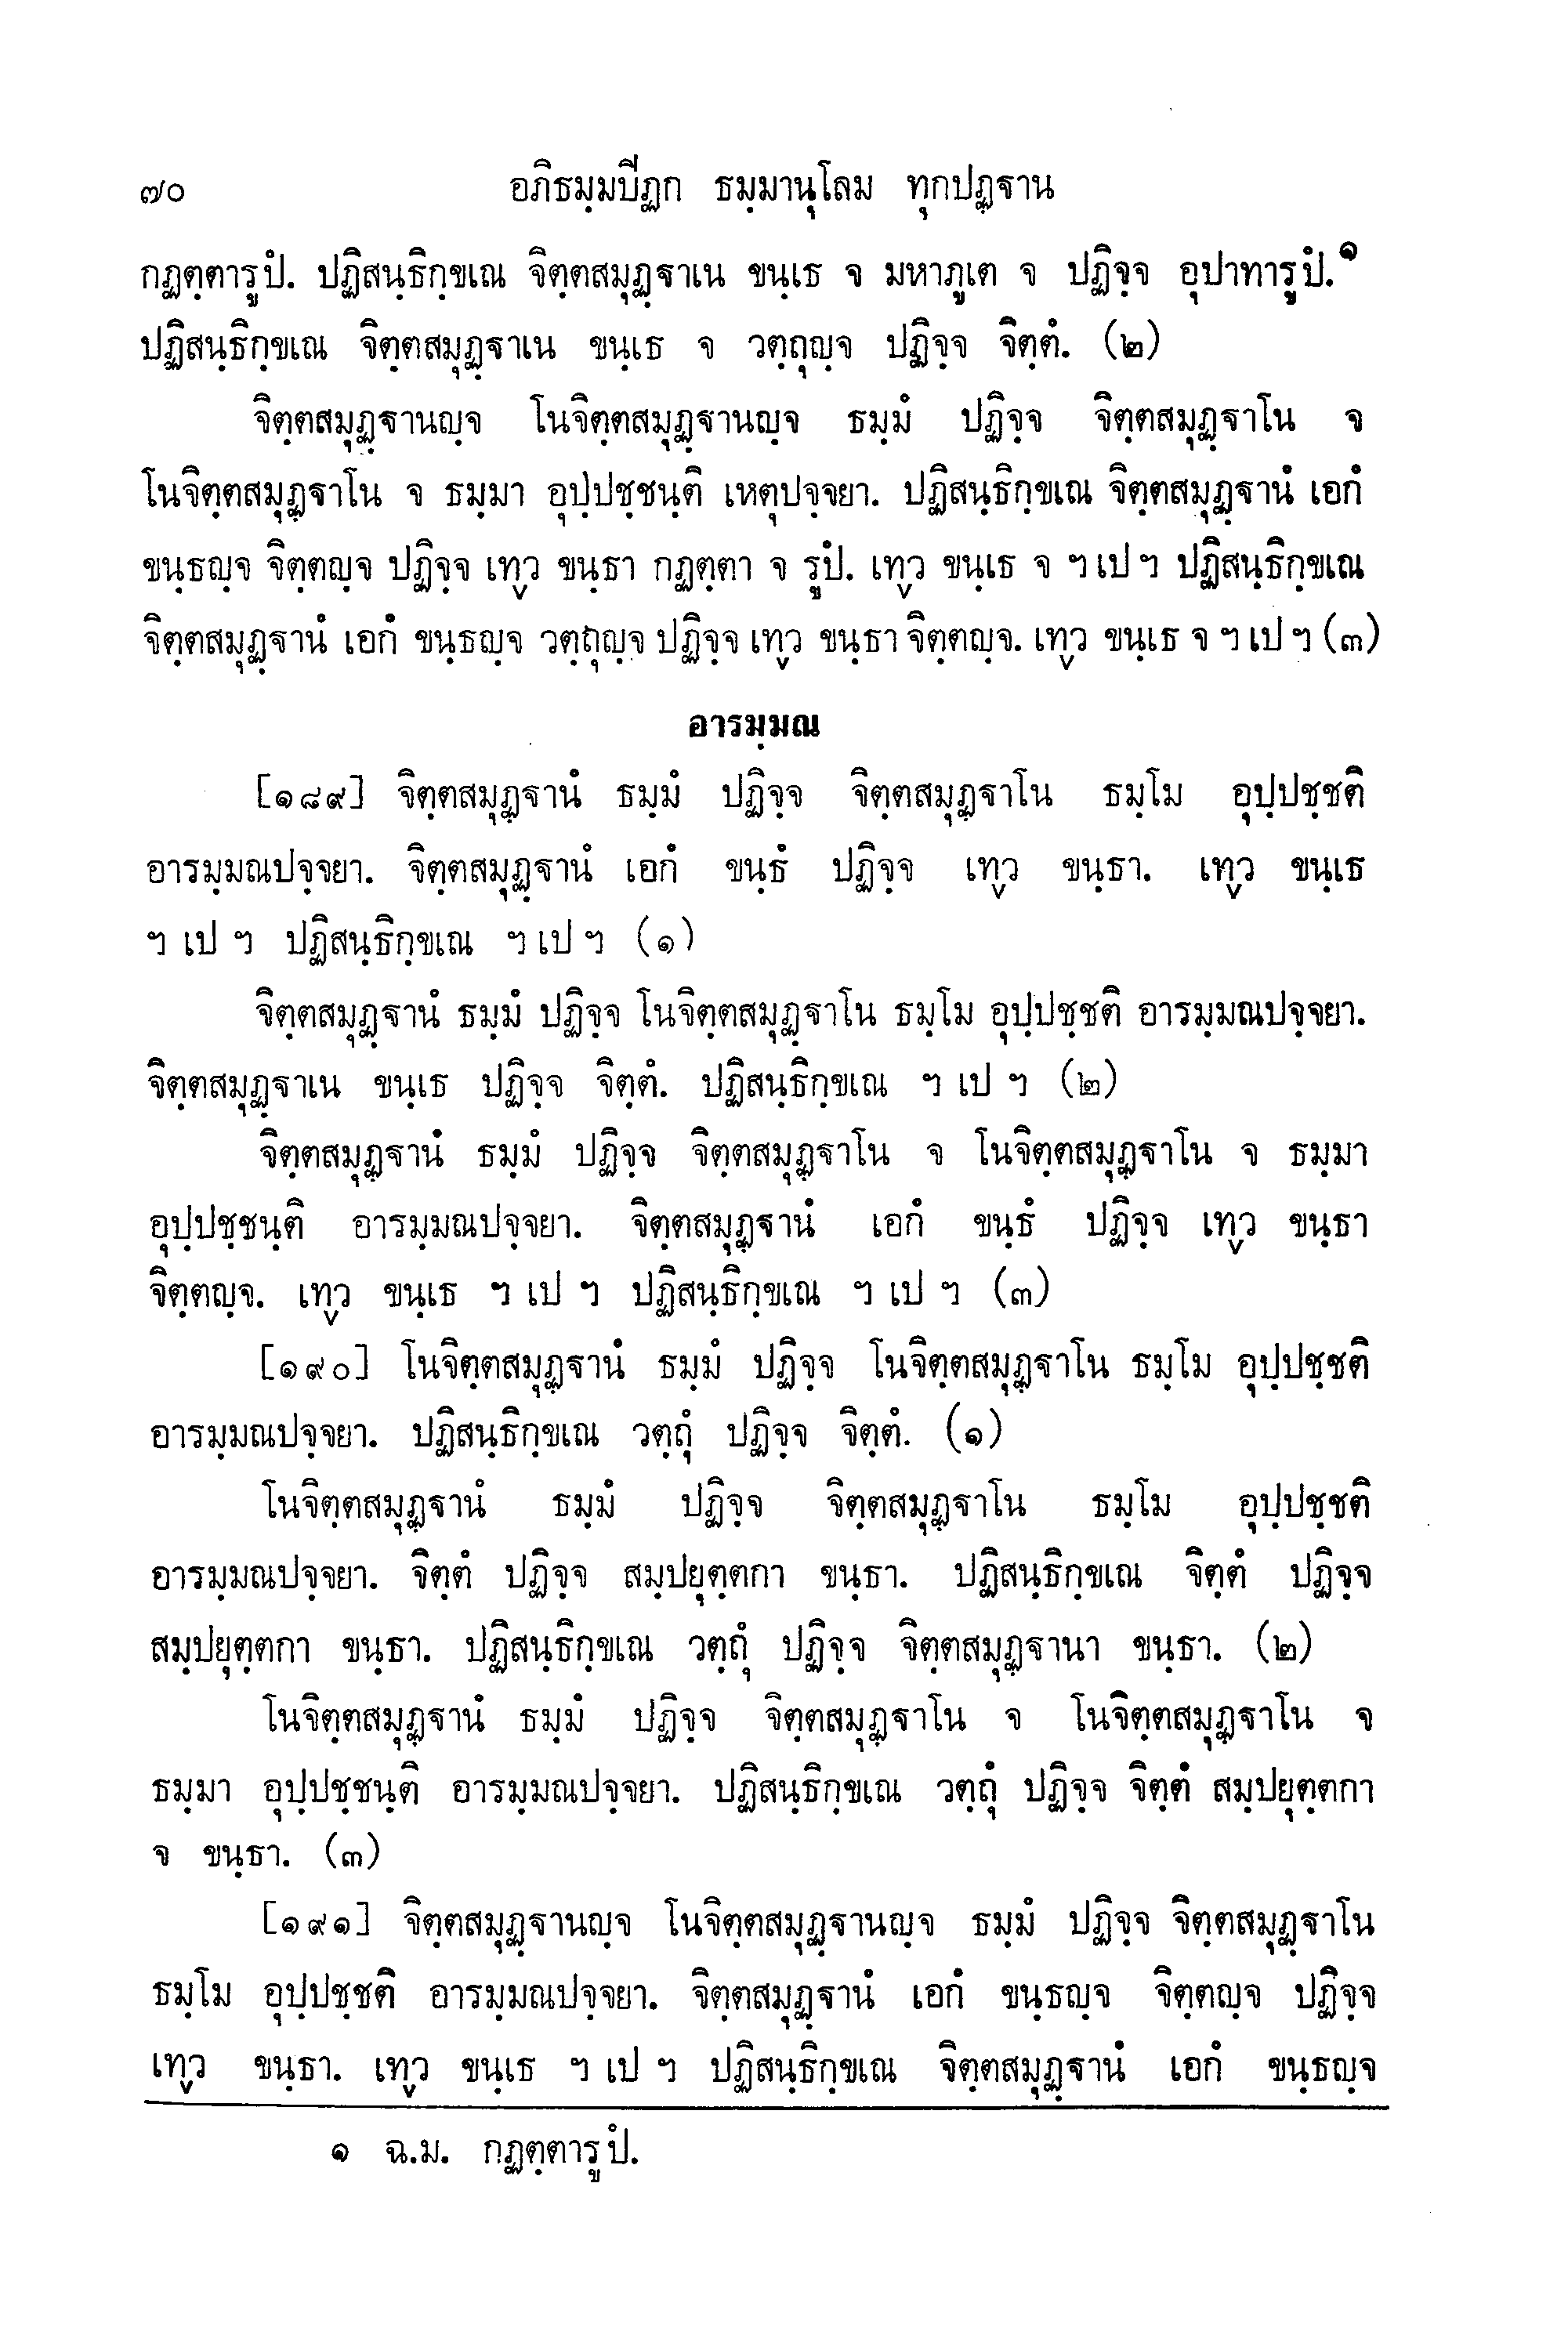 ๗๐ อภิธมฺมปิฏก ธมฺมานุโลม ทุกปฏฺฐาน
กฏตฺตารูปํ. ปฏิสนฺธิกฺขเณ จิตฺตสมุฏฺฐาเน ขนฺเธ จ มหาภูเต จ ปฏิจฺจ อุปาทารูปํ.๑
ปฏิสนฺธิกฺขเณ จิตฺตสมุฏฺฐาเน ขนฺเธ จ วตฺถุญฺจ ปฏิจฺจ จิตฺตํ. (๒)
จิตฺตสมุฏฺฐานญฺจ โนจิตฺตสมุฏฺฐานญฺจ ธมฺมํ ปฏิจฺจ จิตฺตสมุฏฺฐาโน จ
โนจิตฺตสมุฏฺฐาโน จ ธมฺมา อุปฺปชฺชนฺติ เหตุปจฺจยา. ปฏิสนฺธิกฺขเณ จิตฺตสมุฏฺฐานํ เอกํ
ขนฺธญฺจ จิตฺตญฺจ ปฏิจฺจ เทฺว ขนฺธา กฏตฺตา จ รูปํ. เทฺว ขนฺเธ จ ฯ เป ฯ ปฏิสนฺธิกฺขเณ
จิตฺตสมุฏฺฐานํ เอกํ ขนฺธญฺจ วตฺถุญฺจ ปฏิจฺจ เทฺว ขนฺธา จิตฺตญฺจ. เทฺว ขนฺเธ จ ฯ เป ฯ (๓)
อารมฺมณ
[๑๘๙] จิตฺตสมุฏฺฐานํ ธมฺมํ ปฏิจฺจ จิตฺตสมุฏฺฐาโน ธมฺโม อุปฺปชฺชติ
อารมฺมณปจฺจยา. จิตฺตสมุฏฺฐานํ เอกํ ขนฺธํ ปฏิจฺจ เทฺว ขนฺธา. เทฺว ขนฺเธ
ฯ เป ฯ ปฏิสนฺธิกฺขเณ ฯ เป ฯ (๑)
จิตฺตสมุฏฺฐานํ ธมฺมํ ปฏิจฺจ โนจิตฺตสมุฏฺฐาโน ธมฺโม อุปฺปชฺชติ อารมฺมณปจฺจยา.
จิตฺตสมุฏฺฐาเน ขนฺเธ ปฏิจฺจ จิตฺตํ. ปฏิสนฺธิกฺขเณ ฯ เป ฯ (๒)
จิตฺตสมุฏฺฐานํ ธมฺมํ ปฏิจฺจ จิตฺตสมุฏฺฐาโน จ โนจิตฺตสมุฏฺฐาโน จ ธมฺมา
อุปฺปชฺชนฺติ อารมฺมณปจฺจยา. จิตฺตสมุฏฺฐานํ เอกํ ขนฺธํ ปฏิจฺจ เทฺว ขนฺธา
จิตฺตญฺจ. เทฺว ขนฺเธ ฯ เป ฯ ปฏิสนฺธิกฺขเณ ฯ เป ฯ (๓)
[๑๙๐] โนจิตฺตสมุฏฺฐานํ ธมฺมํ ปฏิจฺจ โนจิตฺตสมุฏฺฐาโน ธมฺโม อุปฺปชฺชติ
อารมฺมณปจฺจยา. ปฏิสนฺธิกฺขเณ วตฺถุํ ปฏิจฺจ จิตฺตํ. (๑)
โนจิตฺตสมุฏฺฐานํ ธมฺมํ ปฏิจฺจ จิตฺตสมุฏฺฐาโน ธมฺโม อุปฺปชฺชติ
อารมฺมณปจฺจยา. จิตฺตํ ปฏิจฺจ สมฺปยุตฺตกา ขนฺธา. ปฏิสนฺธิกฺขเณ จิตฺตํ ปฏิจฺจ
สมฺปยุตฺตกา ขนฺธา. ปฏิสนฺธิกฺขเณ วตฺถุํ ปฏิจฺจ จิตฺตสมุฏฺฐานา ขนฺธา. (๒)
โนจิตฺตสมุฏฺฐานํ ธมฺมํ ปฏิจฺจ จิตฺตสมุฏฺฐาโน จ โนจิตฺตสมุฏฺฐาโน จ
ธมฺมา อุปฺปชฺชนฺติ อารมฺมณปจฺจยา. ปฏิสนฺธิกฺขเณ วตฺถุํ ปฏิจฺจ จิตฺตํ สมฺปยุตฺตกา
จ ขนฺธา. (๓)
[๑๙๑] จิตฺตสมุฏฺฐานญฺจ โนจิตฺตสมุฏฺฐานญฺจ ธมฺมํ ปฏิจฺจ จิตฺตสมุฏฺฐาโน
ธมฺโม อุปฺปชฺชติ อารมฺมณปจฺจยา. จิตฺตสมุฏฺฐานํ เอกํ ขนฺธญฺจ จิตฺตญฺจ ปฏิจฺจ
เทฺว ขนฺธา. เทฺว ขนฺเธ ฯ เป ฯ ปฏิสนฺธิกฺขเณ จิตฺตสมุฏฺฐานํ เอกํ ขนฺธญฺจ
๑ ฉ.ม. กฏตฺตารูปํ.